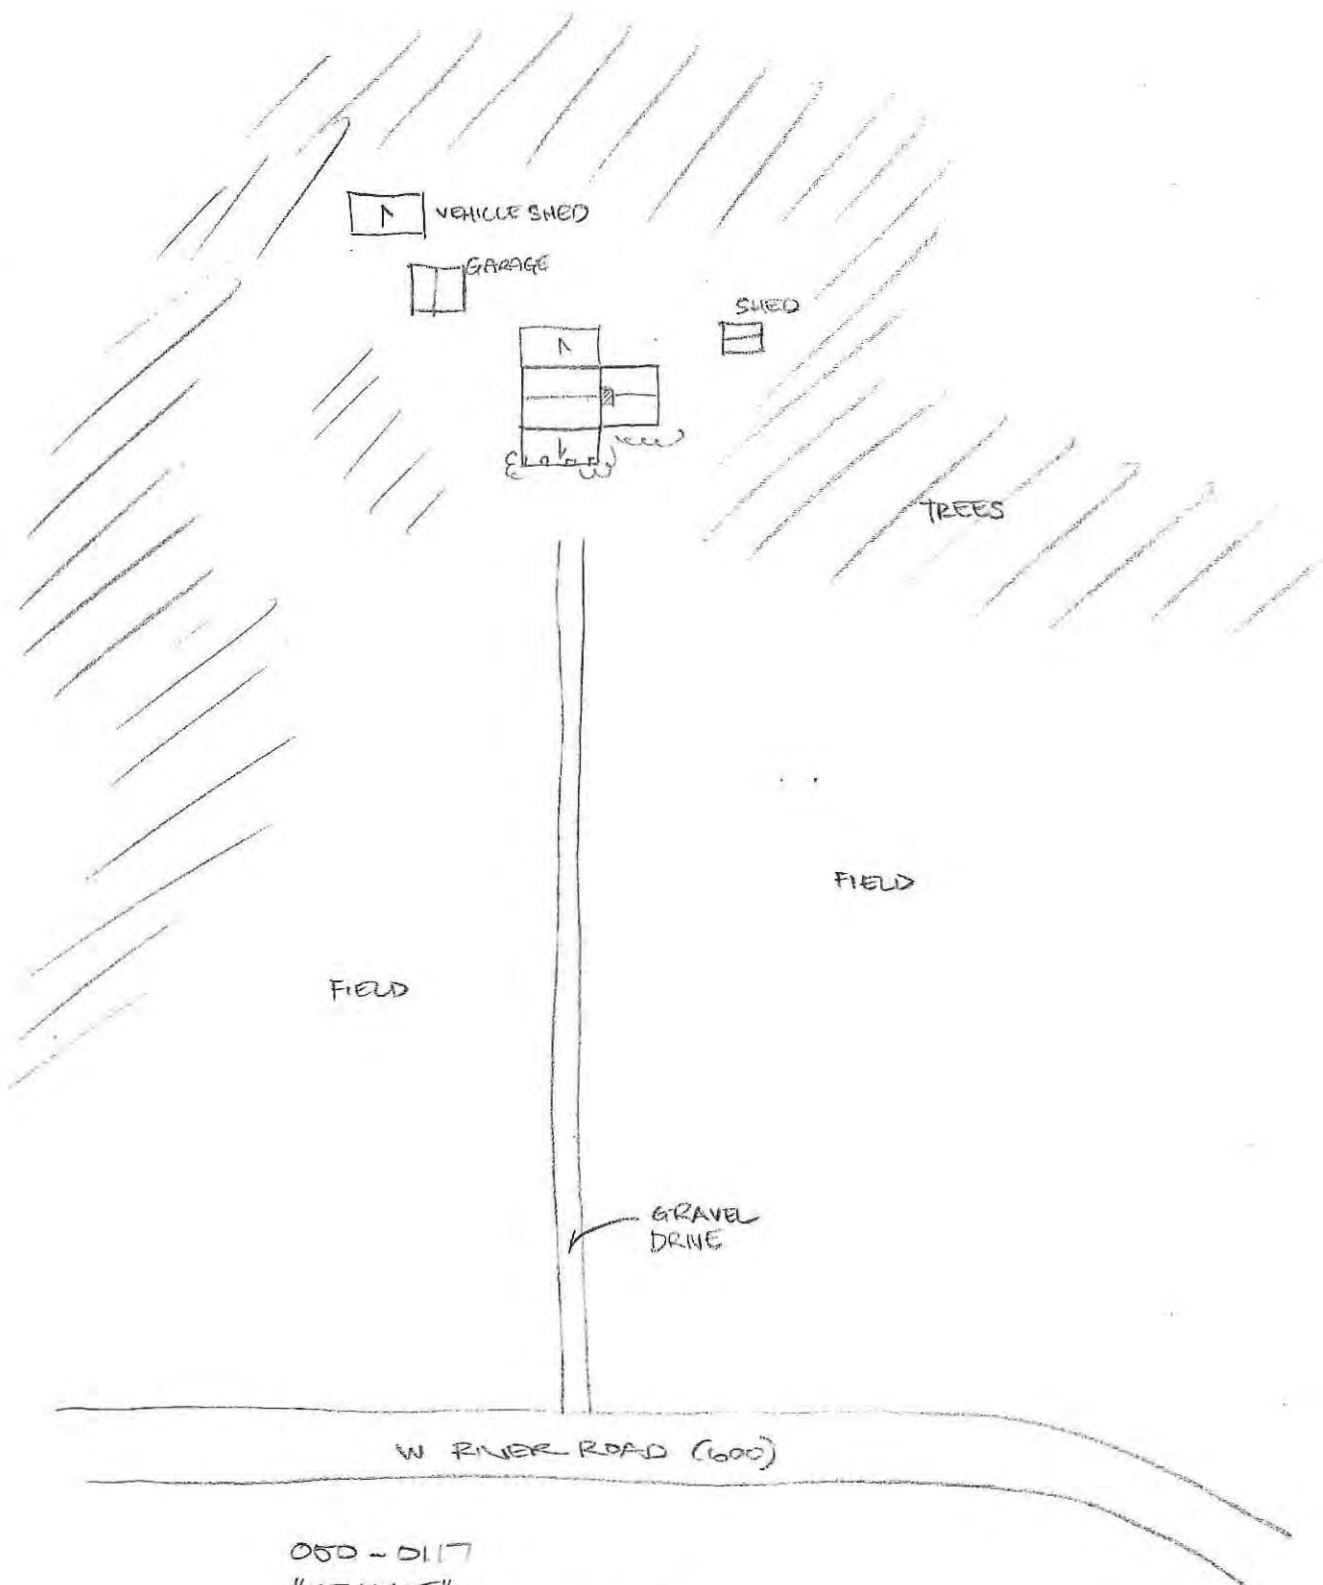 VEHICLE SHED
GARAGE
SHED
TREES
FIELD
FIELD
GRAVEL
DRIVE
W RIVER ROAD (600)
050-0117